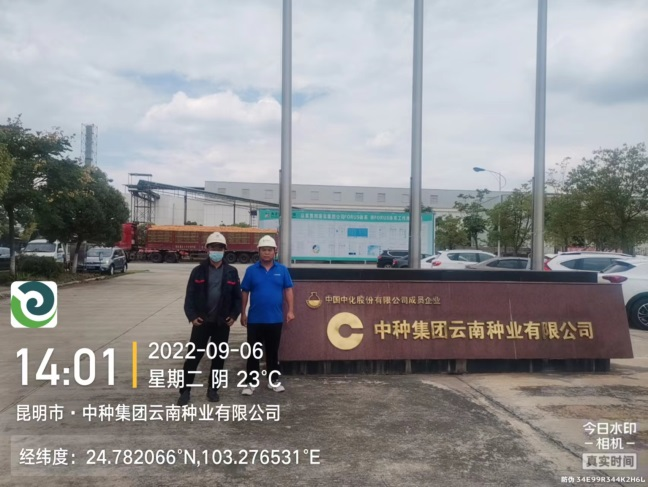 中国中化股份有限公司成员企业
中种集团云南种业有限公司
14:01
2022-09-06
星期二 阴 23°C
昆明市·中种集团云南种业有限公司
经纬度: 24.782066°N,103.276531°E
今日水印
-相机-
真实时间
防伪 34E99R344K2H6L